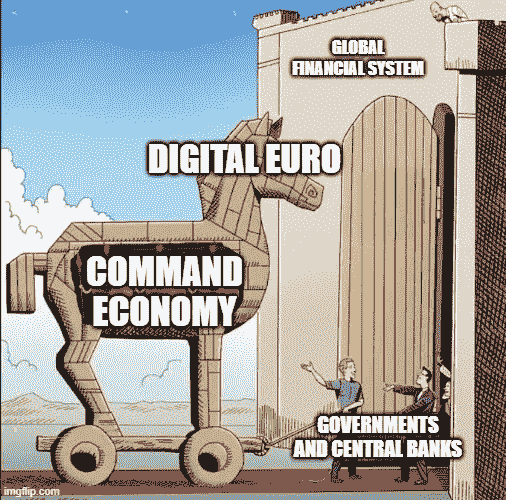 GLOBAL
FINANCIAL SYSTEM
DIGITAL EURO
COMMAND
ECONOMY
GOVERNMENTS
AND CENTRAL BANKS
imgflip.com